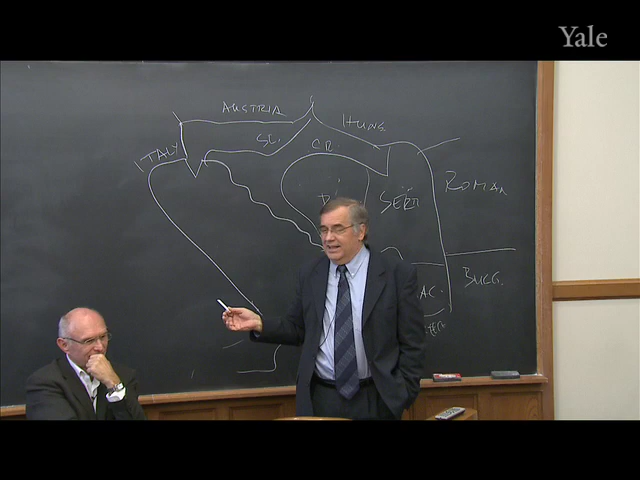 Yale
AUSTRIA
HUNG.
SL.
CR.
ITALY
ROMAN
SERB
BULG.